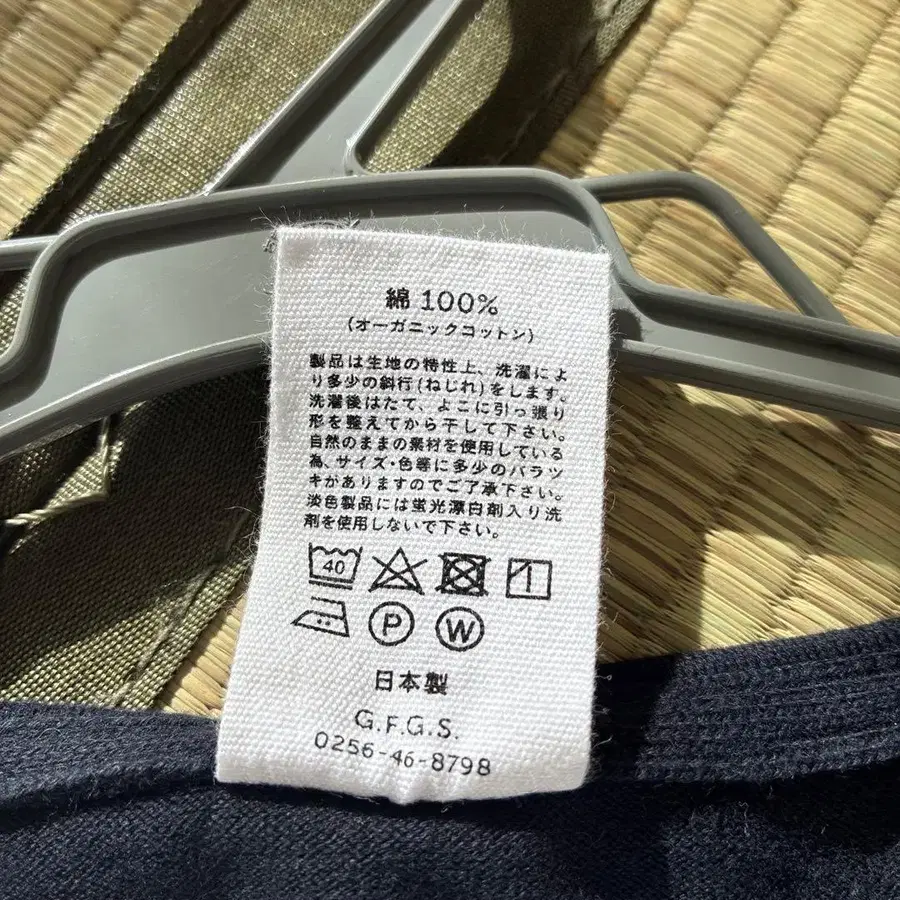 綿 100%
(オーガニックコットン)
製品は生地の特性上、洗濯によ
り多少の斜行(ねじれ)をします。
洗濯後はたて、よこに引っ張り
形を整えてから干して下さい。
自然のままの素材を使用している
為、サイズ・色等に多少のバラツ
キがありますのでご了承下さい。
淡色製品には蛍光漂白剤入り洗
剤を使用しないで下さい。
40
P W
日本製
G.F.G.S.
0256-46-8798